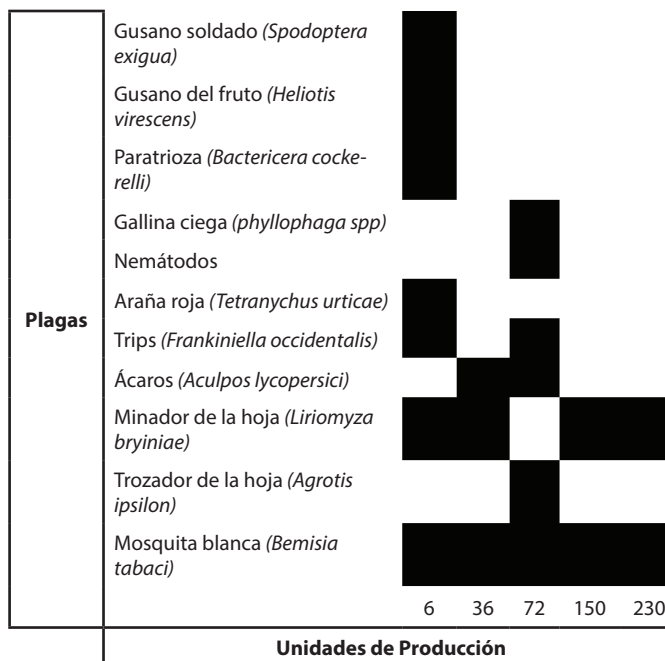 Gusano soldado (Spodoptera
exigua)
Gusano del fruto (Heliotis
virescens)
Paratrioza (Bactericera cocke-
relli)
Gallina ciega (phyllophaga spp)
Nemátodos
Araña roja (Tetranychus urticae)
Plagas
Trips (Frankiniella occidentalis)
Ácaros (Aculpos lycopersici)
Minador de la hoja (Liriomyza
bryiniae)
Trozador de la hoja (Agrotis
ipsilon)
Mosquita blanca (Bemisia
tabaci)
6 36 72 150 230
Unidades de Producción